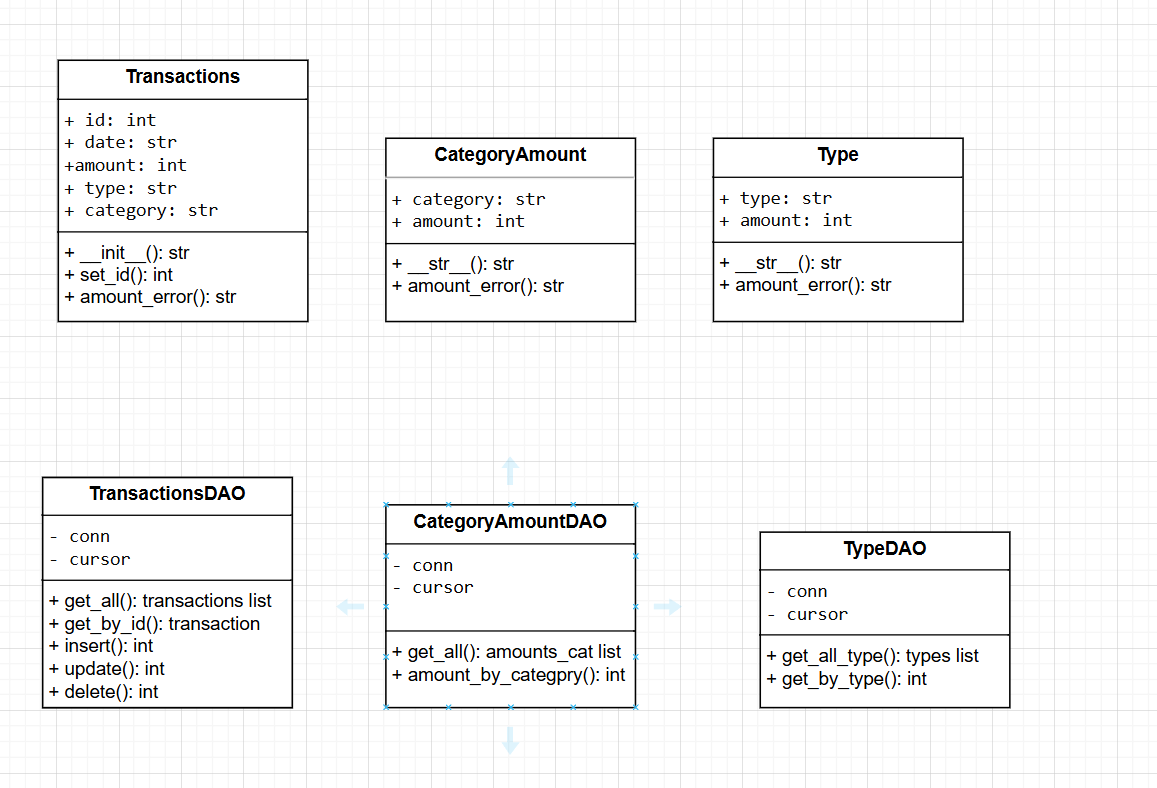 Transactions
+ id: int
+ date: str
+amount: int
+ type: str
+ category: str
+ __init__(): str
+ set_id(): int
+ amount_error(): str
CategoryAmount
+ category: str
+ amount: int
+ __str__(): str
+ amount_error(): str
Type
+ type: str
+ amount: int
+ __str__(): str
+ amount_error(): str
TransactionsDAO
- conn
- cursor
+ get_all(): transactions list
+ get_by_id(): transaction
+ insert(): int
+ update(): int
+ delete(): int
CategoryAmountDAO
- conn
- cursor
+ get_all(): amounts_cat list
+ amount_by_categpry(): int
TypeDAO
- conn
- cursor
+ get_all_type(): types list
+ get_by_type(): int